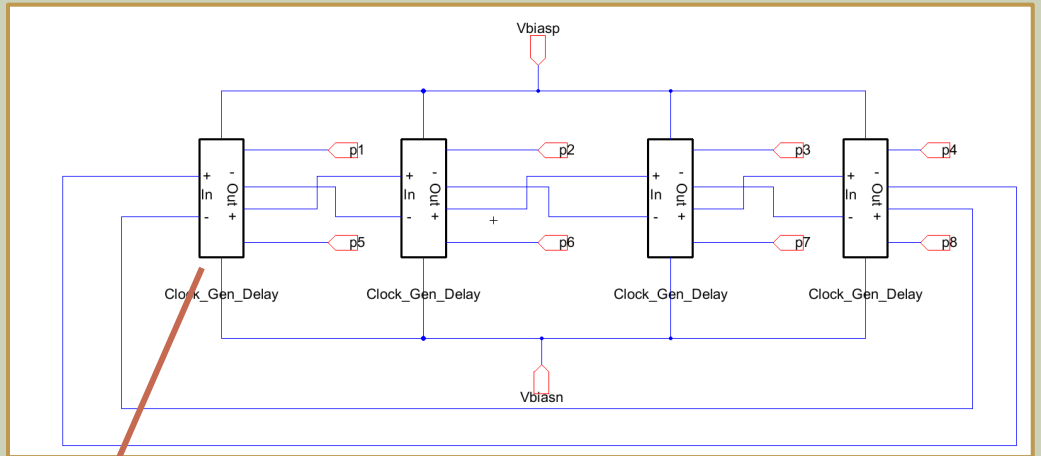 Vbiasp
p1
p2
p3
p4
+ In - - Out +
+ In - - Out +
+ In - - Out +
+ In - - Out +
p5
p6
p7
p8
Clock_Gen_Delay
Clock_Gen_Delay
Clock_Gen_Delay
Clock_Gen_Delay
Vbiasn